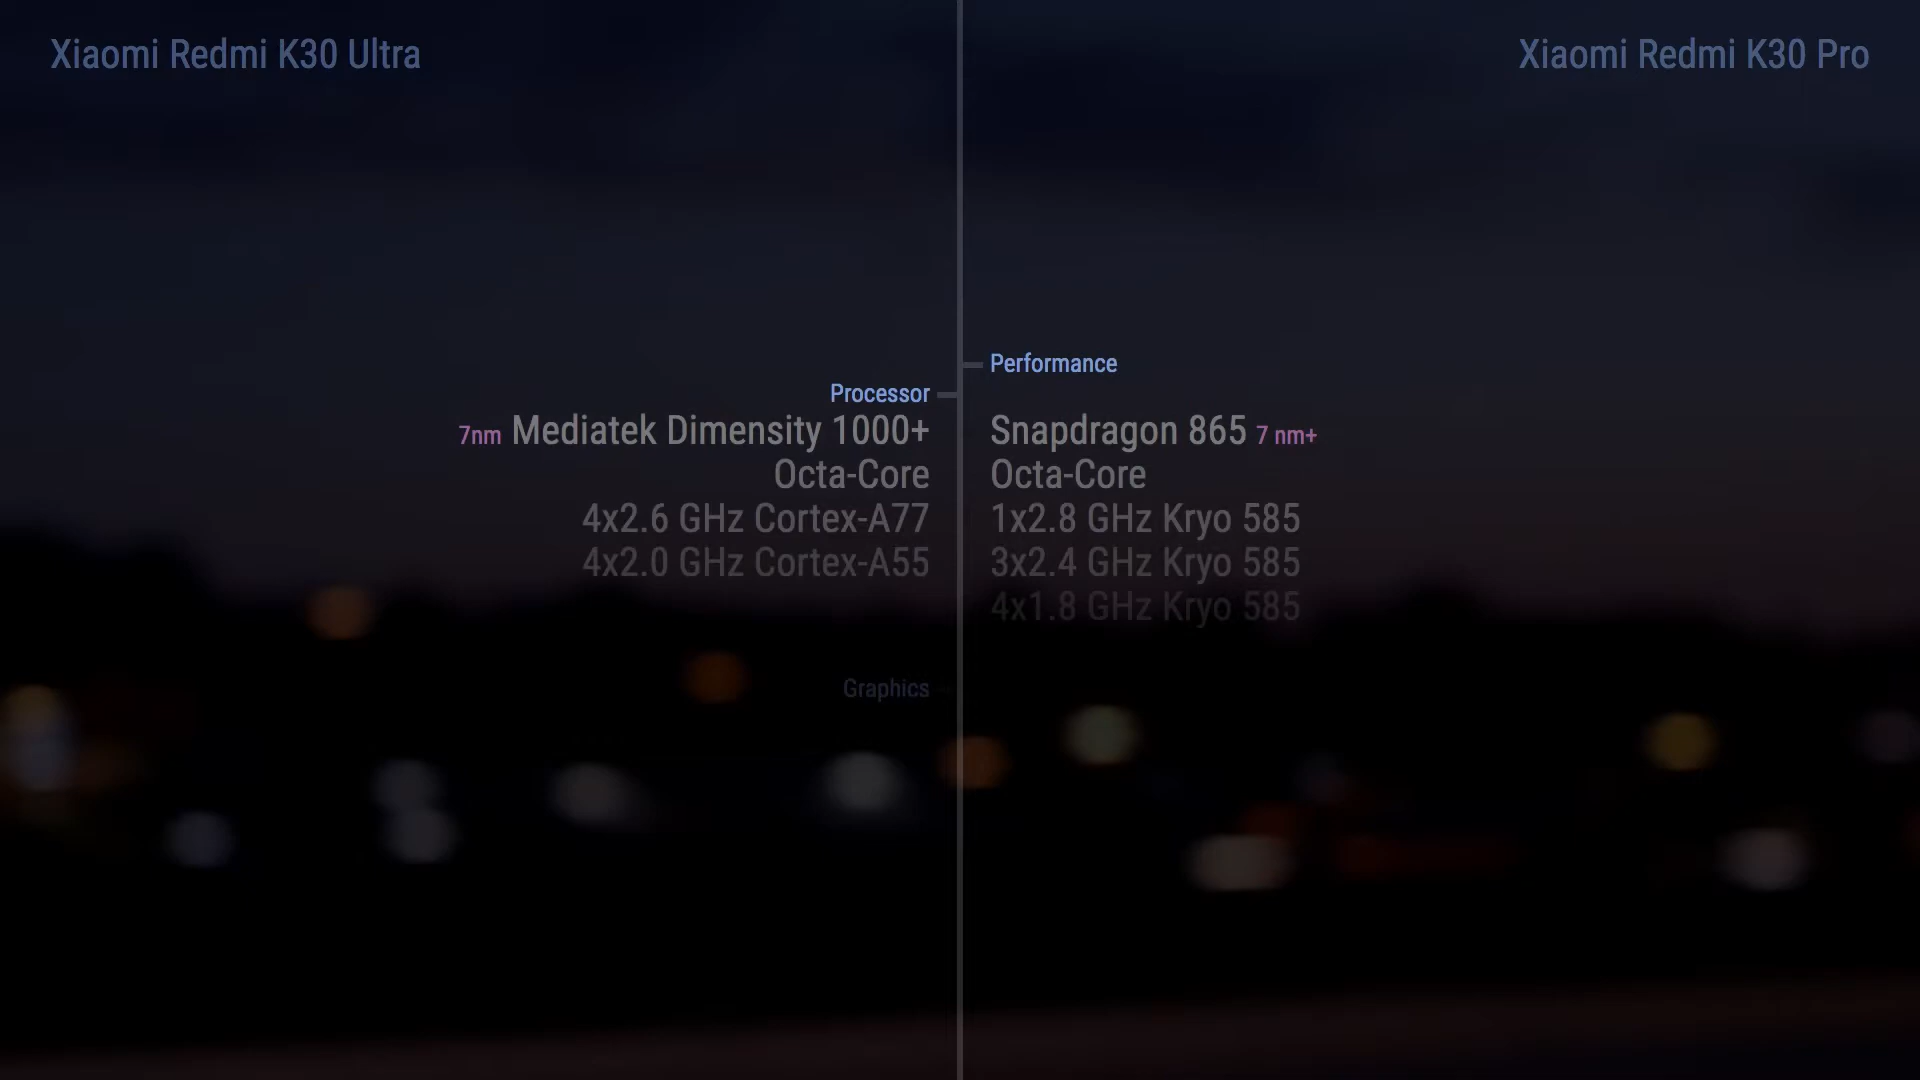 Xiaomi Redmi K30 Ultra
Xiaomi Redmi K30 Pro
Performance
Processor
7nm Mediatek Dimensity 1000+
Octa-Core
4x2.6 GHz Cortex-A77
4x2.0 GHz Cortex-A55
Snapdragon 865 7 nm+
Octa-Core
1x2.8 GHz Kryo 585
3x2.4 GHz Kryo 585
4x1.8 GHz Kryo 585
Graphics